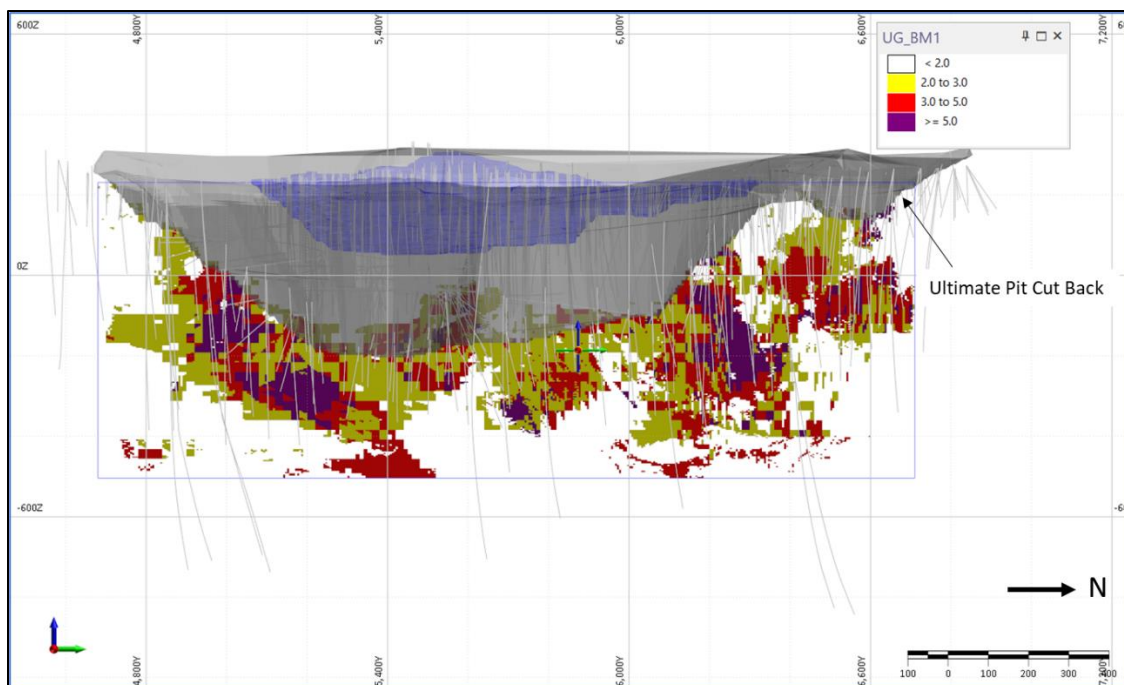 600Z
4,800Y
5,400Y
6,000Y
6,600Y
7,200Y
UG_BM1
< 2.0
2.0 to 3.0
3.0 to 5.0
>= 5.0
0Z
Ultimate Pit Cut Back
-600Z
N
4,800Y
5,400Y
6,000Y
6,600Y
100 0 100 200 300 400